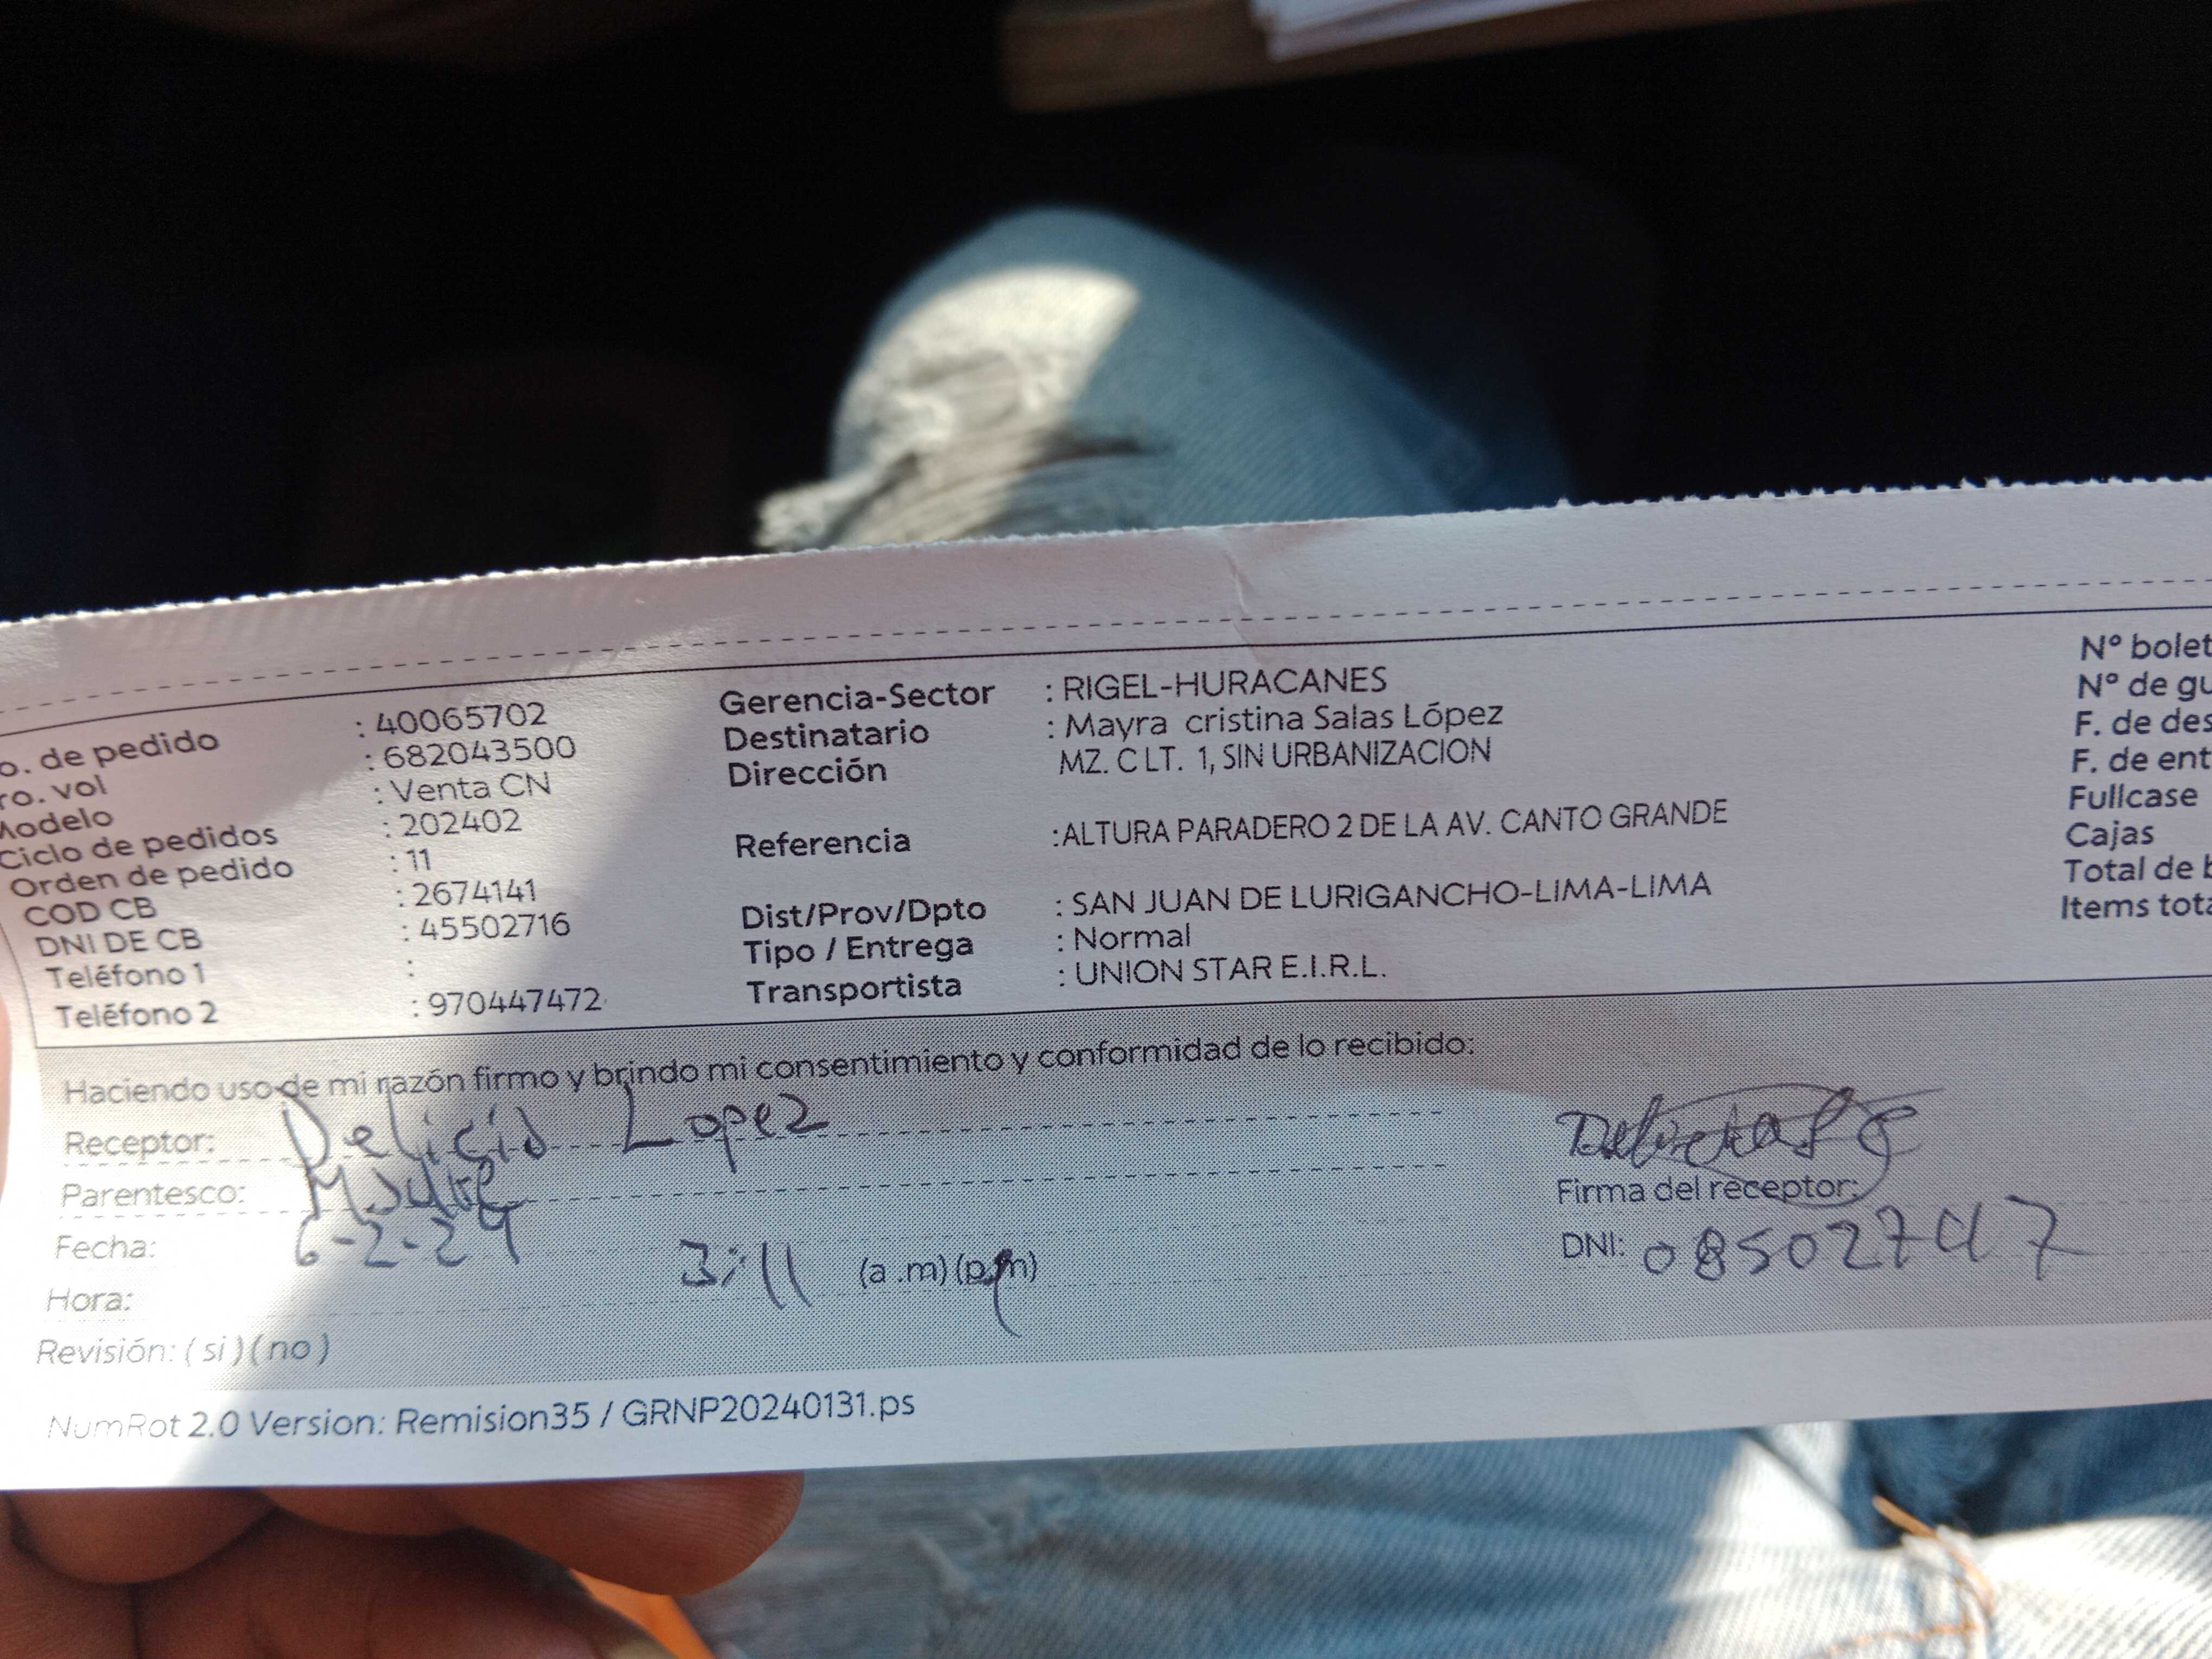 o. de pedido : 40065702
ro. vol : 682043500
Modelo : Venta CN
Ciclo de pedidos : 202402
Orden de pedido : 11
COD CB : 2674141
DNI DE CB : 45502716
Teléfono 1 :
Teléfono 2 : 970447472
Gerencia-Sector : RIGEL-HURACANES
Destinatario : Mayra cristina Salas López
Dirección MZ. C LT. 1, SIN URBANIZACION
Referencia :ALTURA PARADERO 2 DE LA AV. CANTO GRANDE
Dist/Prov/Dpto : SAN JUAN DE LURIGANCHO-LIMA-LIMA
Tipo / Entrega : Normal
Transportista : UNION STAR E.I.R.L.
Nº bolet
Nº de gu
F. de des
F. de ent
Fullcase
Cajas
Total de b
Items tota
Haciendo uso de mi razón firmo y brindo mi consentimiento y conformidad de lo recibido:
Receptor: Delicia Lopez
Parentesco:
Fecha: 6-2-24
Hora: 3:11 (a .m) (p.m)
Revisión: ( si ) ( no )
Firma del receptor:
DNI: 08502747
NumRot 2.0 Version: Remision35 / GRNP20240131.ps